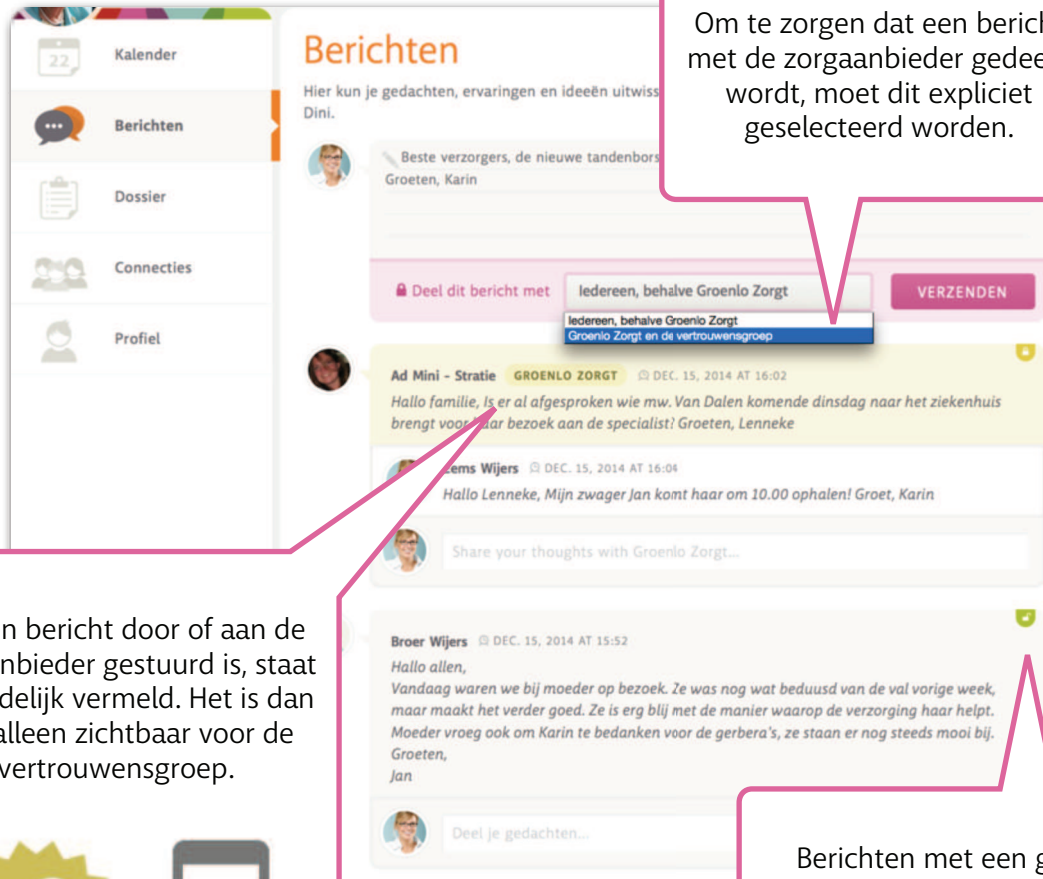 22
Kalender
Berichten
Dossier
Connecties
Profiel
Berichten
Hier kun je gedachten, ervaringen en ideeën
Dini.
Beste verzorgers, de nieuwe
Groeten, Karin
Om te zorgen dat een
met de zorgaanbieder
wordt, moet dit expliciet
geselecteerd worden.
Deel dit bericht met
Iedereen, behalve Groenlo Zorgt
VERZENDEN
Iedereen, behalve Groenlo Zorgt
Groenlo Zorgt en de vertrouwensgroep
Ad Mini - Stratie GROENLO ZORGT DEC. 15, 2014 AT 16:02
Hallo familie, Is er al afgesproken wie mw. Van Dalen komende dinsdag naar het ziekenhuis
brengt voor haar bezoek aan de specialist? Groeten, Lenneke
Wijers DEC. 15, 2014 AT 16:04
Hallo Lenneke, Mijn zwager Jan komt haar om 10.00 ophalen! Groet, Karin
Share your thoughts with Groenlo Zorgt...
bericht door of aan de
gestuurd is, staat
vermeld. Het is dan
alleen zichtbaar voor de
vertrouwensgroep.
Broer Wijers DEC. 15, 2014 AT 15:52
Hallo allen,
Vandaag waren we bij moeder op bezoek. Ze was nog wat beduusd van de val vorige week,
maar maakt het verder goed. Ze is erg blij met de manier waarop de verzorging haar helpt.
Moeder vroeg ook om Karin te bedanken voor de gerbera's, ze staan er nog steeds mooi bij.
Groeten,
Jan
Deel je gedachten...
Berichten met een